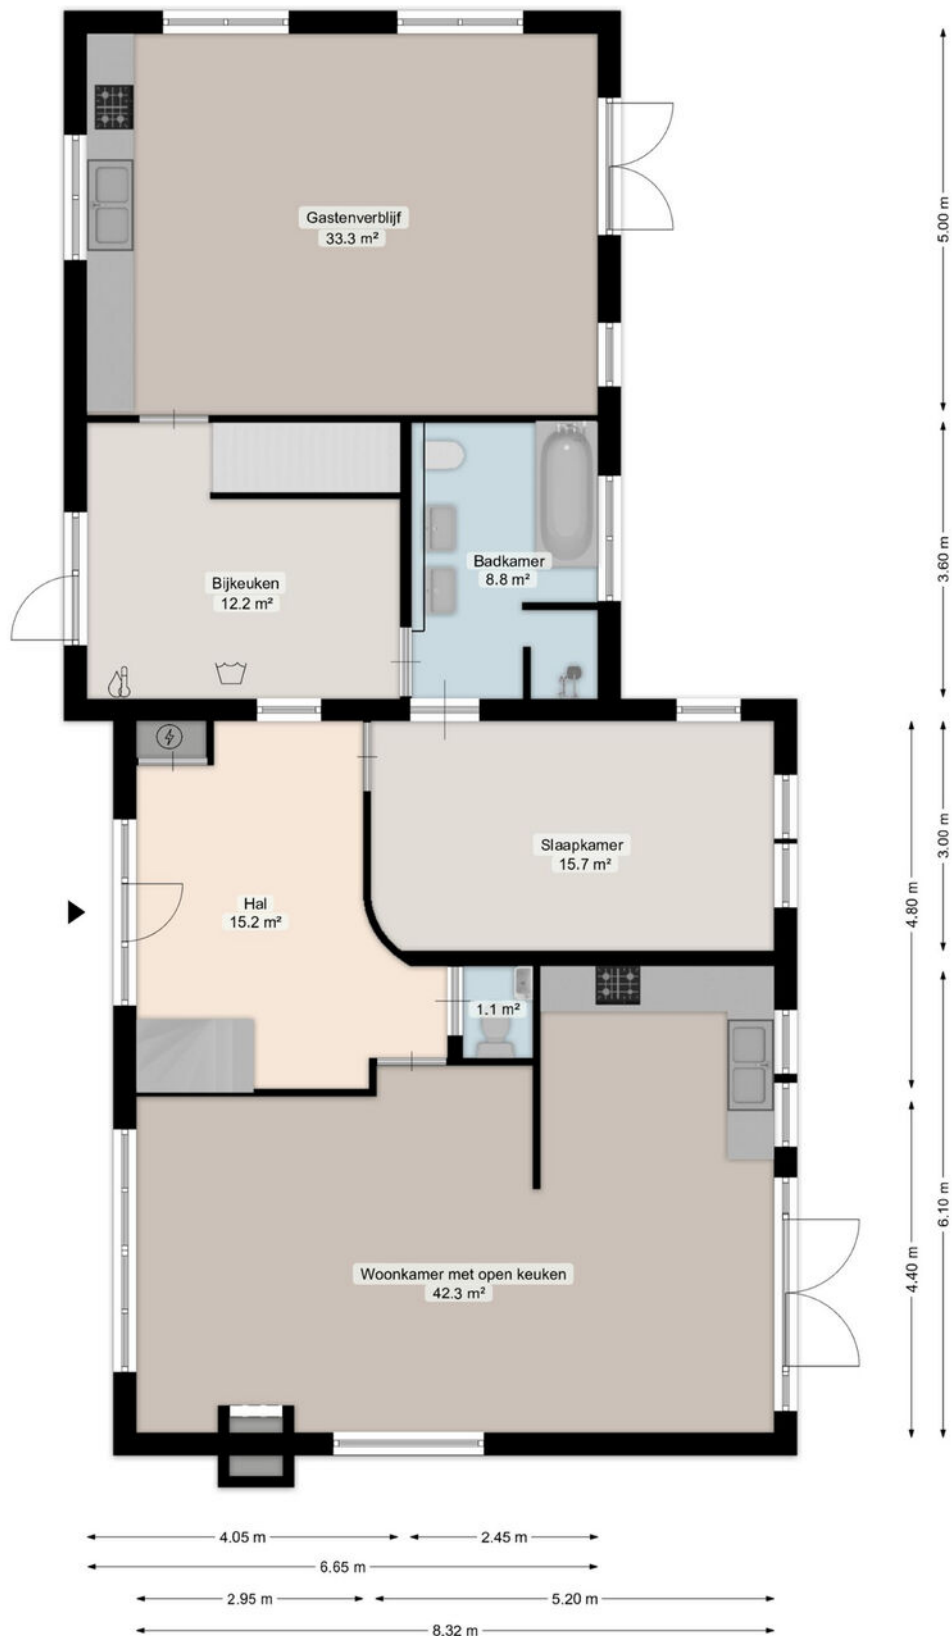 Gastenverblijf
33.3 m²
5.00 m
Bijkeuken
12.2 m²
Badkamer
8.8 m²
3.60 m
Slaapkamer
15.7 m²
3.00 m
Hal
15.2 m²
4.80 m
1.1 m²
Woonkamer met open keuken
42.3 m²
4.40 m
6.10 m
4.05 m
2.45 m
6.65 m
2.95 m
5.20 m
8.32 m